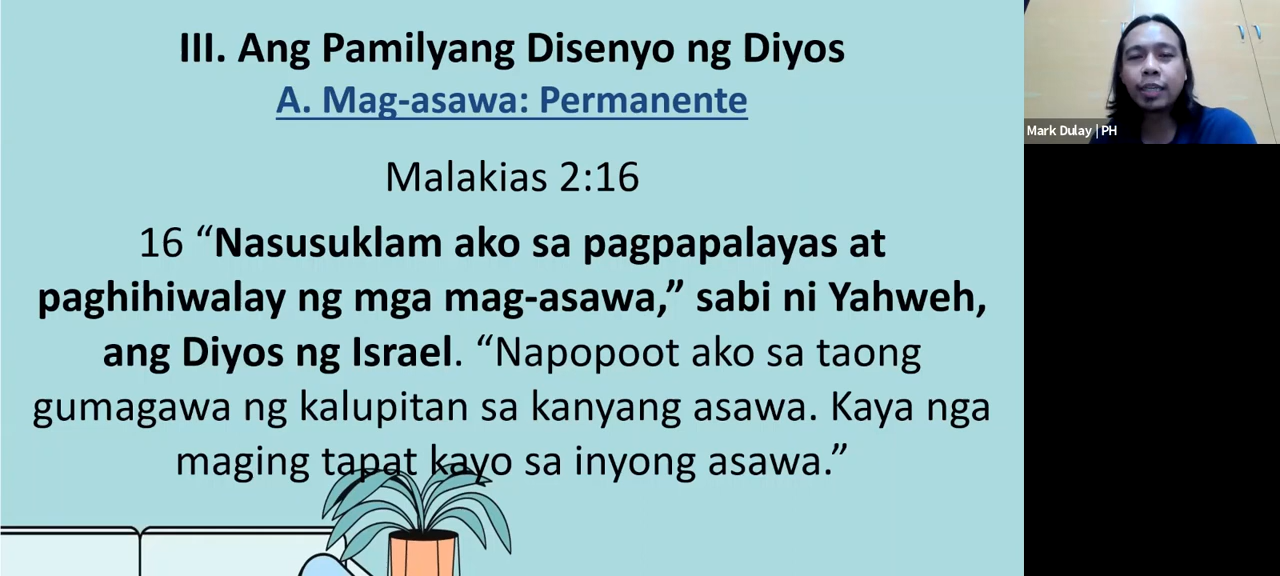 III. Ang Pamilyang Disenyo ng Diyos
A. Mag-asawa: Permanente
Malakias 2:16
16 “Nasusuklam ako sa pagpapalayas at
paghihiwalay ng mga mag-asawa,” sabi ni Yahweh,
ang Diyos ng Israel. “Napopoot ako sa taong
gumagawa ng kalupitan sa kanyang asawa. Kaya nga
maging tapat kayo sa inyong asawa.”
Mark Dulay | PH